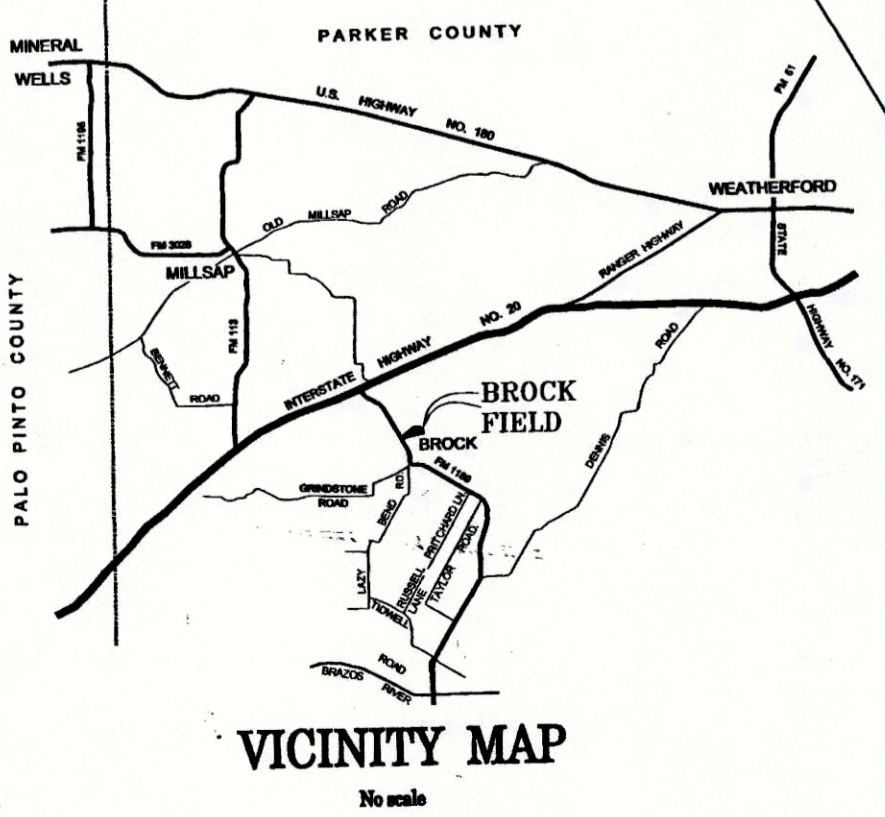 PARKER COUNTY
MINERAL
WELLS
FM 51
U.S. HIGHWAY NO. 180
FM 1195
WEATHERFORD
OLD MILLSAP ROAD
STATE
HIGHWAY
NO. 171
RANGER HIGHWAY
FM 3028
MILLSAP
PALO PINTO COUNTY
FM 113
INTERSTATE HIGHWAY NO. 20
BENNETT
ROAD
BROCK
FIELD
BROCK
DENNIS ROAD
FM 1189
GRINDSTONE
ROAD
LAZY
BEND
RD.
PRITCHARD LN.
RUSSELL
LANE
TAYLOR ROAD
TIDWELL
ROAD
BRAZOS
RIVER
VICINITY MAP
No scale